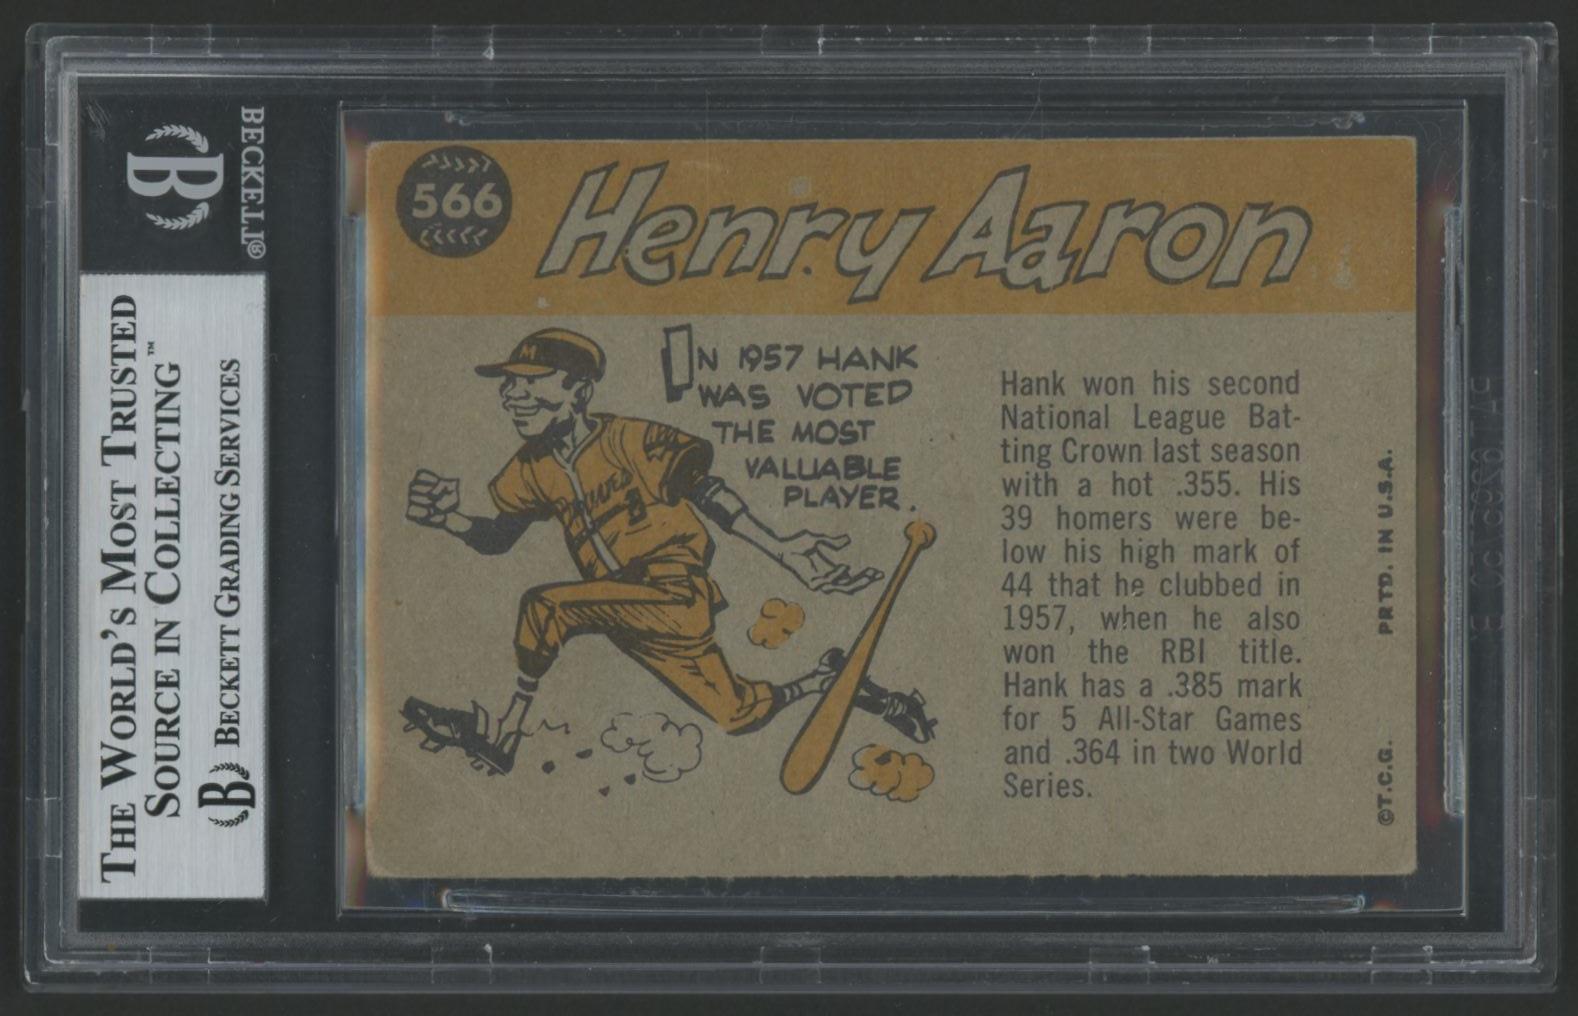 BECKETT®
B
THE WORLD'S MOST TRUSTED
SOURCE IN COLLECTING™
B BECKETT GRADING SERVICES
566
Henry Aaron
M
IN 1957 HANK
WAS VOTED
THE MOST
VALUABLE
PLAYER.
Hank won his second
National League Bat-
ting Crown last season
with a hot .355. His
39 homers were be-
low his high mark of
44 that he clubbed in
1957, when he also
won the RBI title.
Hank has a .385 mark
for 5 All-Star Games
and .364 in two World
Series.
©T.C.G. PRTD. IN U.S.A.